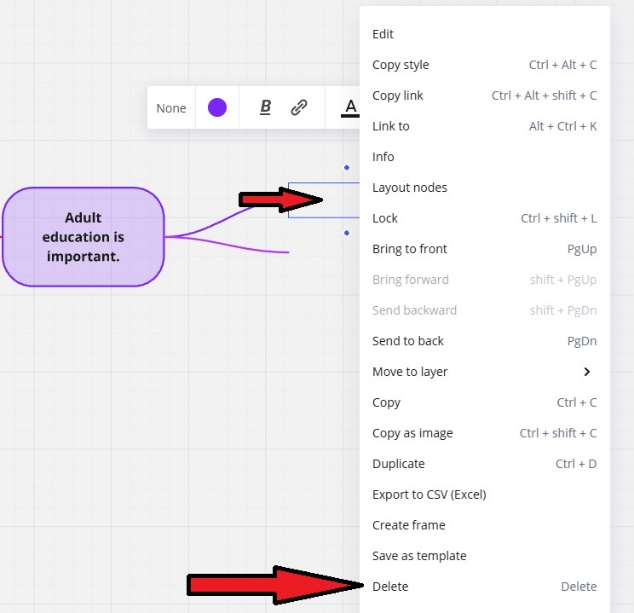 None
B
A
Adult
education is
important.
Edit
Copy style Ctrl + Alt + C
Copy link Ctrl + Alt + shift + C
Link to Alt + Ctrl + K
Info
Layout nodes
Lock Ctrl + shift + L
Bring to front PgUp
Bring forward shift + PgUp
Send backward shift + PgDn
Send to back PgDn
Move to layer
Copy Ctrl + C
Copy as image Ctrl + shift + C
Duplicate Ctrl + D
Export to CSV (Excel)
Create frame
Save as template
Delete Delete